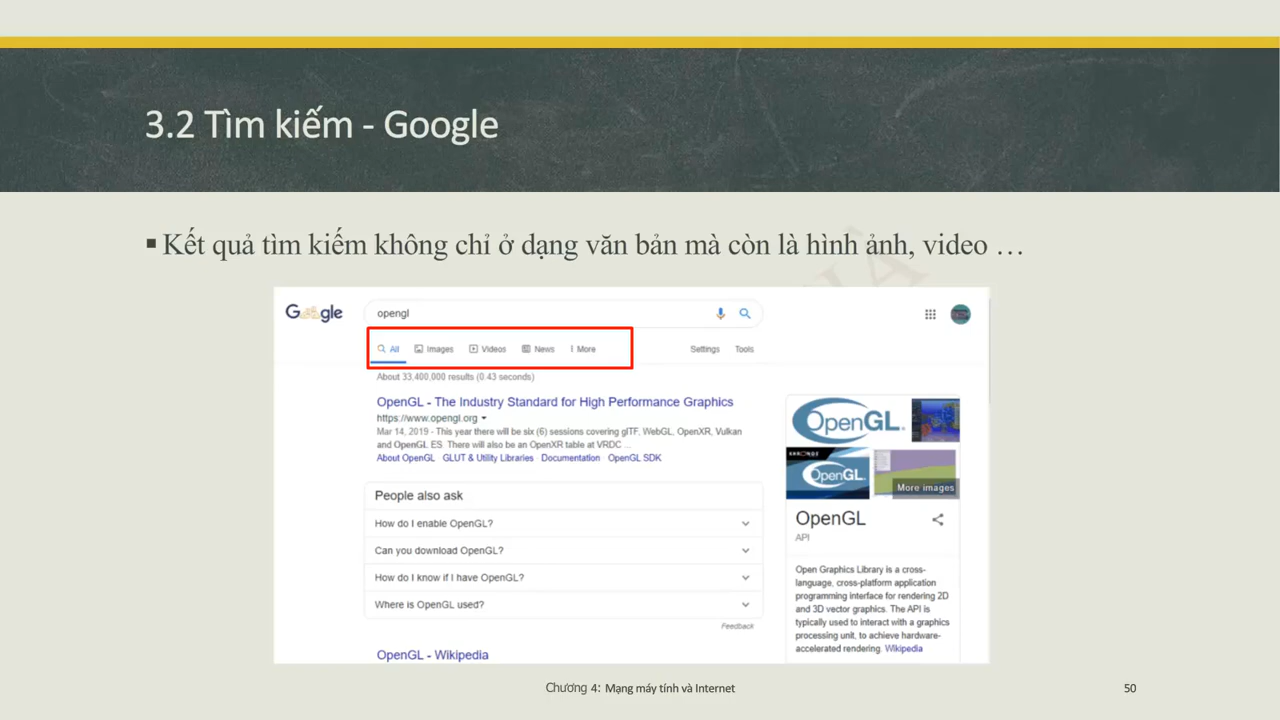 3.2 Tìm kiếm - Google
▪ Kết quả tìm kiếm không chỉ ở dạng văn bản mà còn là hình ảnh, video …
Google
opengl
All Images Videos News More
Settings Tools
About 33,400,000 results (0.43 seconds)
OpenGL - The Industry Standard for High Performance Graphics
https://www.opengl.org
Mar 14, 2019 - This year there will be six (6) sessions covering glTF, WebGL, OpenXR, Vulkan
and OpenGL ES. There will also be an OpenXR table at VRDC ...
About OpenGL · GLUT & Utility Libraries · Documentation · OpenGL SDK
People also ask
How do I enable OpenGL?
Can you download OpenGL?
How do I know if I have OpenGL?
Where is OpenGL used?
Feedback
OpenGL - Wikipedia
OpenGL.
KHRONOS
OpenGL.
More images
OpenGL
API
Open Graphics Library is a cross-
language, cross-platform application
programming interface for rendering 2D
and 3D vector graphics. The API is
typically used to interact with a graphics
processing unit, to achieve hardware-
accelerated rendering. Wikipedia
Chương 4: Mạng máy tính và Internet
50